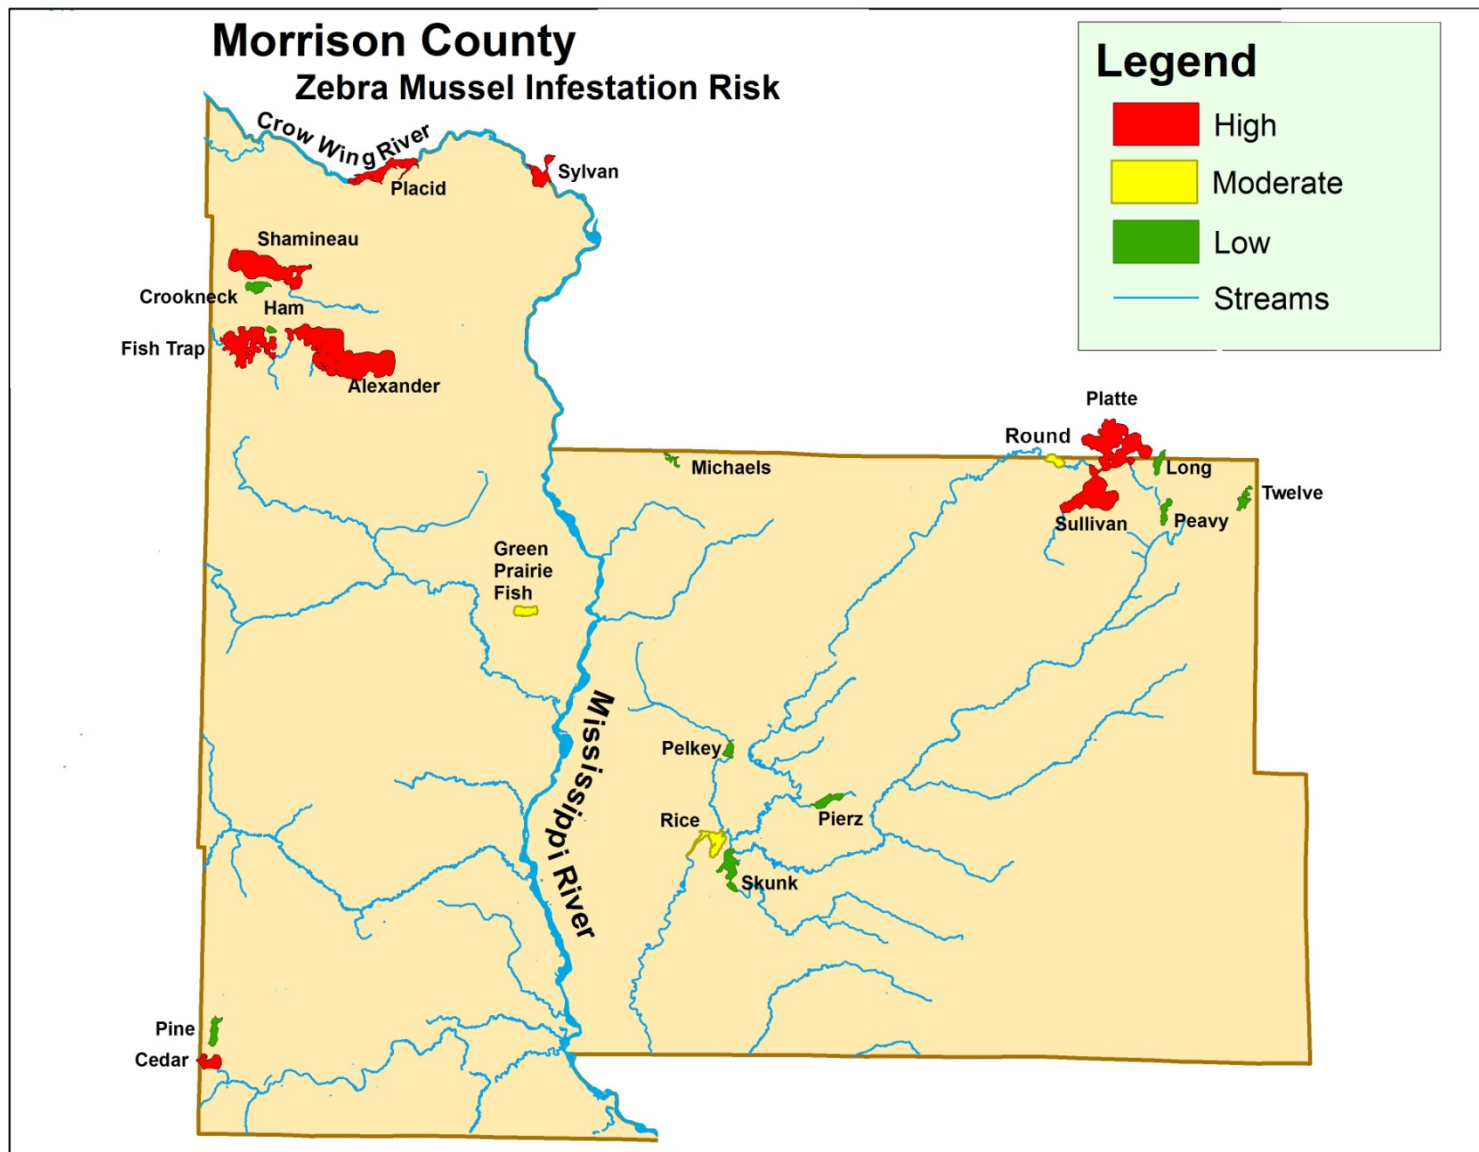 Morrison County
Zebra Mussel Infestation Risk
Legend
High
Moderate
Low
Streams
Crow Wing River
Placid
Sylvan
Shamineau
Crookneck
Ham
Fish Trap
Alexander
Platte
Round
Michaels
Long
Twelve
Sullivan
Peavy
Green
Prairie
Fish
Mississippi River
Pelkey
Rice
Pierz
Skunk
Pine
Cedar